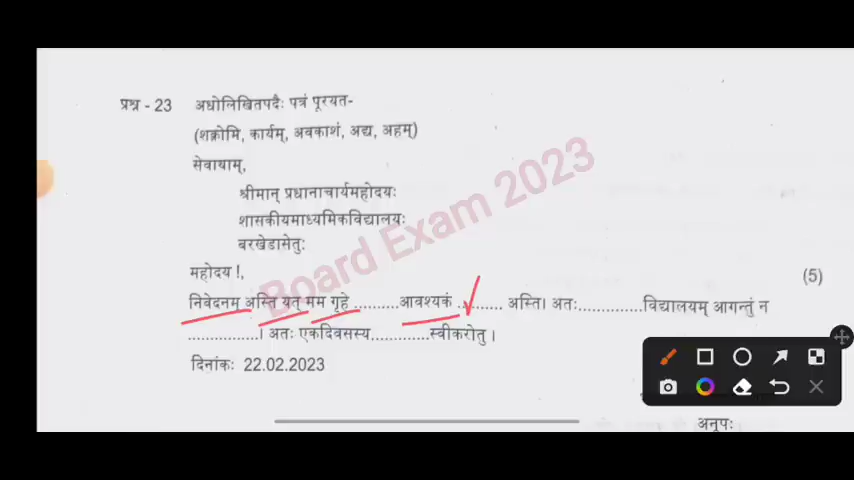 प्रश्न - 23 अधोलिखितपदैः पत्रं पूरयत-
(शक्नोमि, कार्यम्, अवकाशं, अद्य, अहम्)
सेवायाम्,
श्रीमान् प्रधानाचार्यमहोदयः
शासकीयमाध्यमिकविद्यालयः
बरखेडासेतुः
महोदय !,
(5)
निवेदनम् अस्ति यत् मम गृहे ..........आवश्यकं .......... अस्ति। अतः..............विद्यालयम् आगन्तुं न
...............। अतः एकदिवसस्य.............स्वीकरोतु।
दिनांकः 22.02.2023
अनूपः
Board Exam 2023